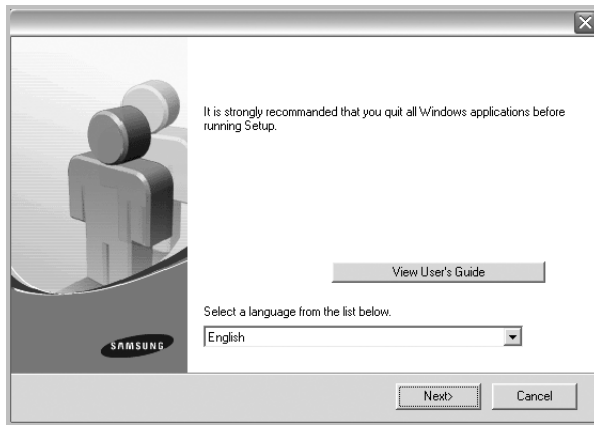 It is strongly recommanded that you quit all Windows applications before
running Setup.
View User's Guide
Select a language from the list below.
English
SAMSUNG
Next>
Cancel